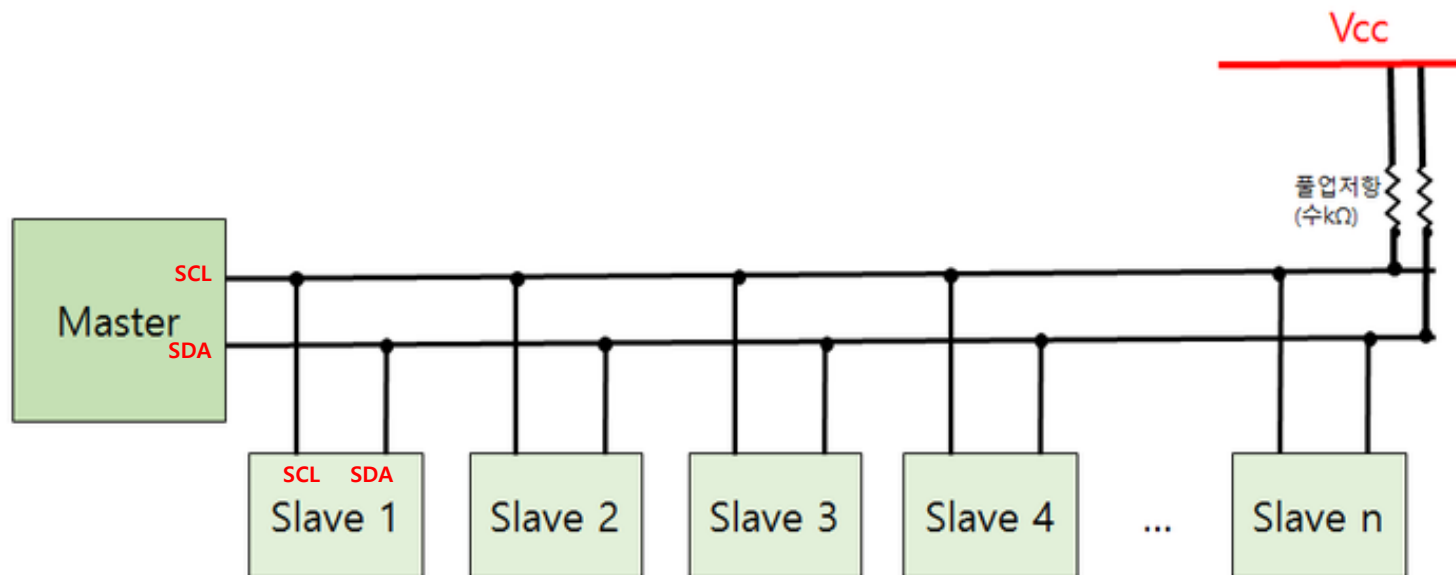 Vcc
풀업저항
(수kΩ)
SCL
Master
SDA
SCL SDA
Slave 1
Slave 2
Slave 3
Slave 4
...
Slave n